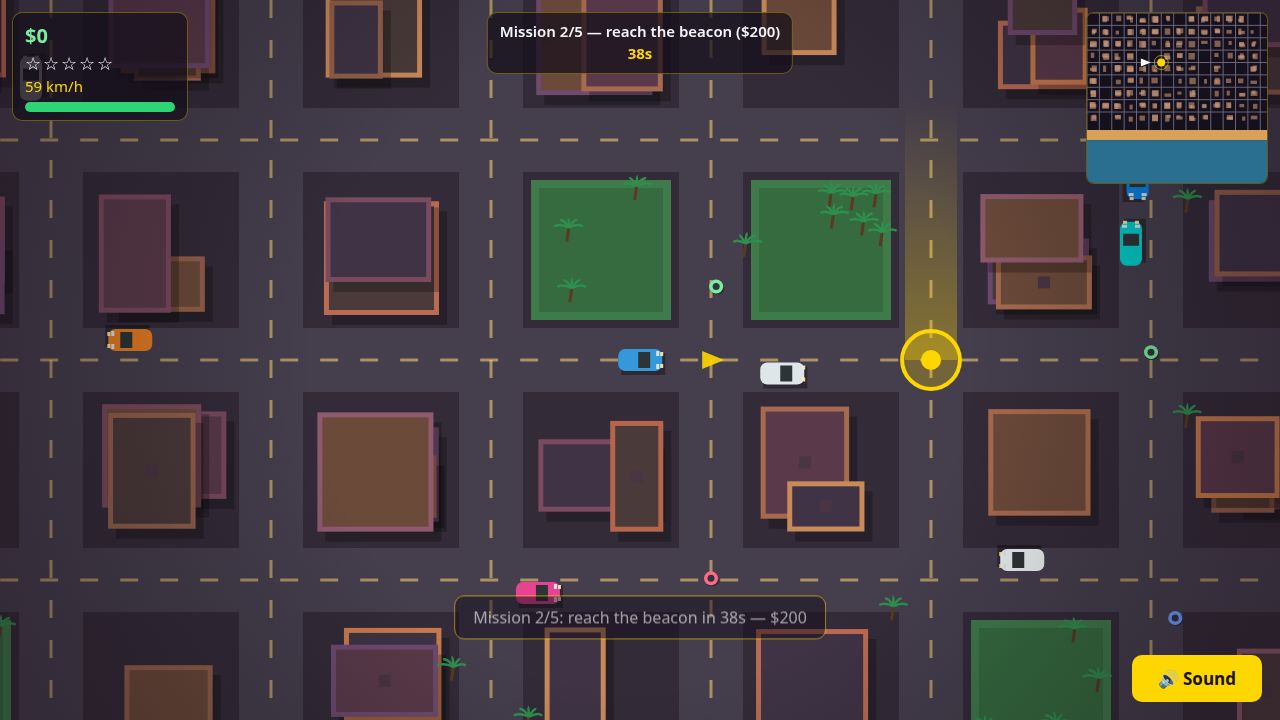 $0
☆☆☆☆☆
59 km/h
Mission 2/5 — reach the beacon ($200)
38s
Mission 2/5: reach the beacon in 38s — $200
🔊 Sound